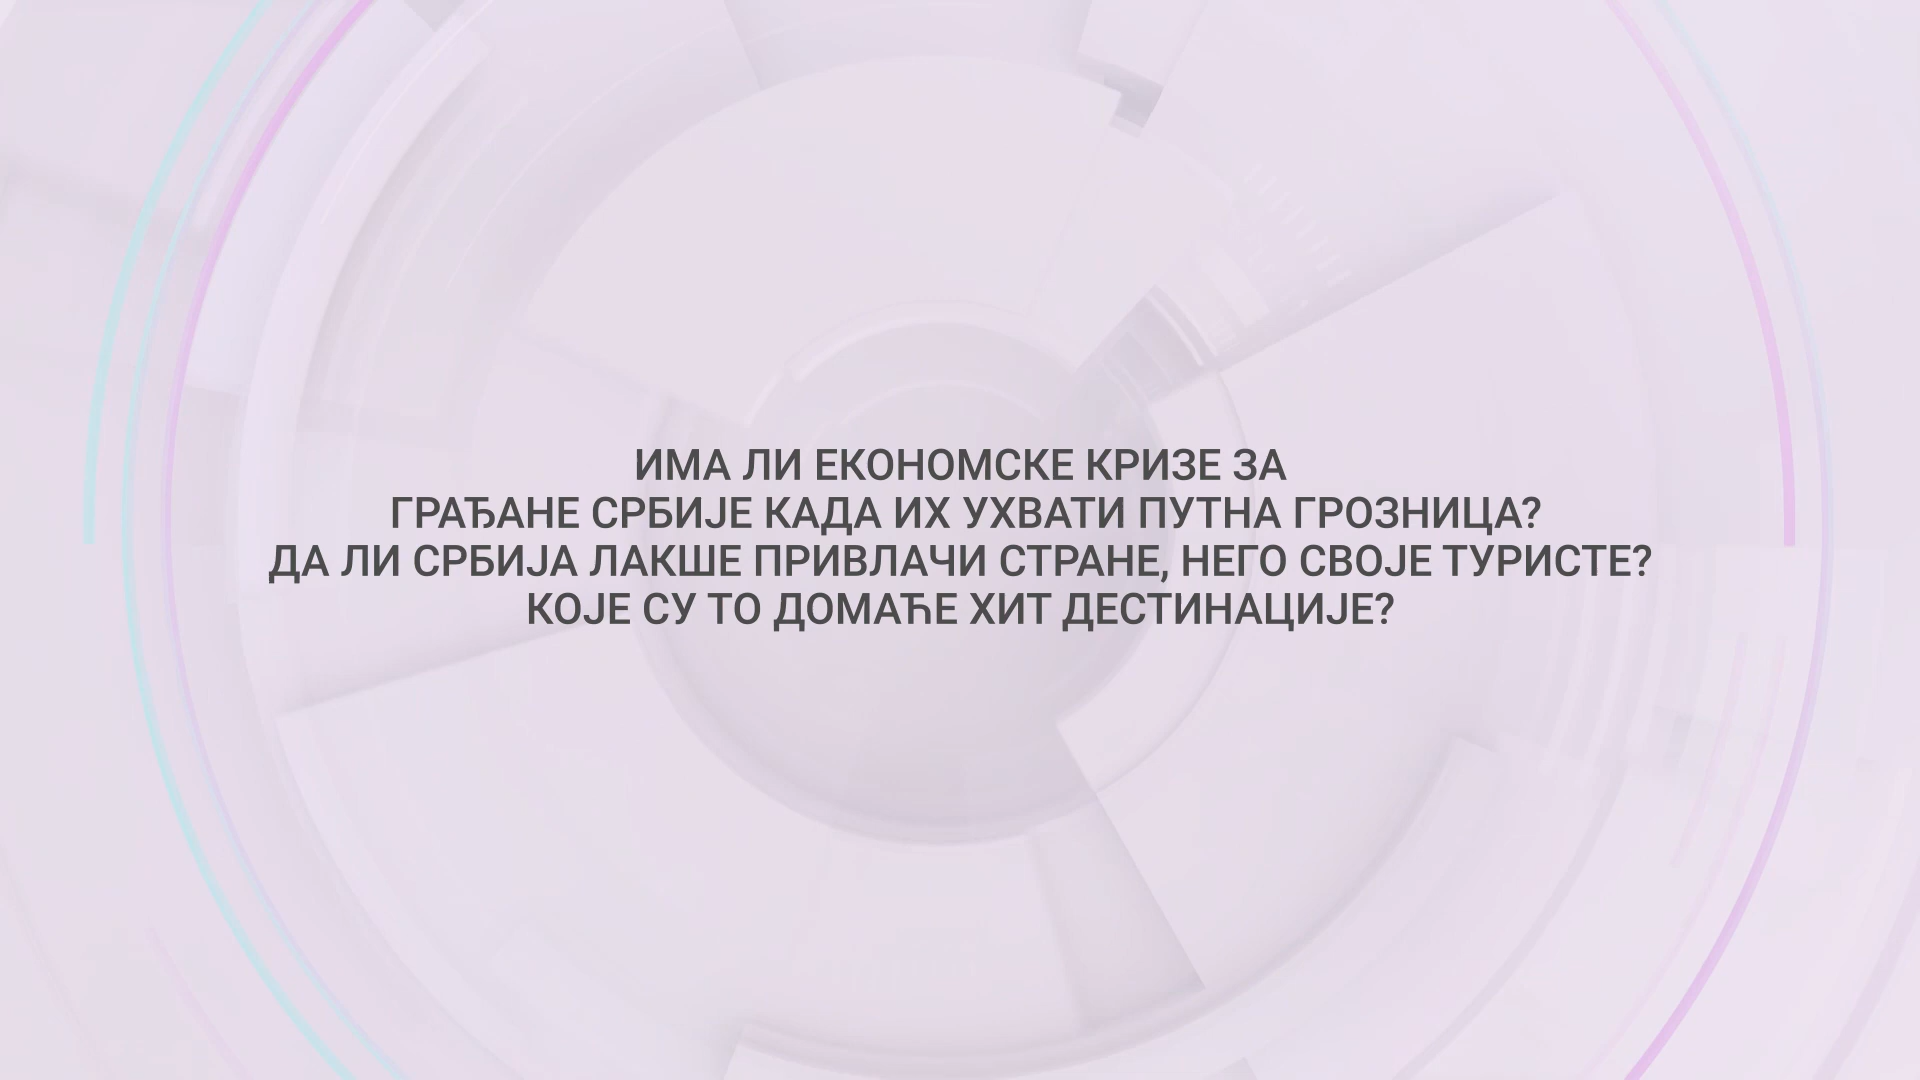 ИМА ЛИ ЕКОНОМСКЕ КРИЗЕ ЗА
ГРАЂАНЕ СРБИЈЕ КАДА ИХ УХВАТИ ПУТНА ГРОЗНИЦА?
ДА ЛИ СРБИЈА ЛАКШЕ ПРИВЛАЧИ СТРАНЕ, НЕГО СВОЈЕ ТУРИСТЕ?
КОЈЕ СУ ТО ДОМАЋЕ ХИТ ДЕСТИНАЦИЈЕ?